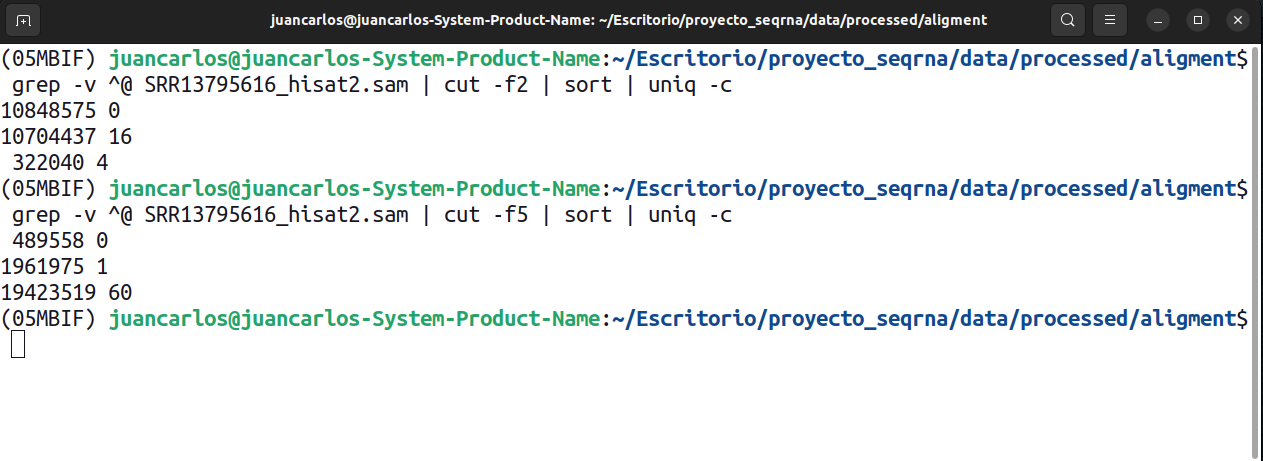 juancarlos@juancarlos-System-Product-Name: ~/Escritorio/proyecto_seqrna/data/processed/aligment
(05MBIF) juancarlos@juancarlos-System-Product-Name:~/Escritorio/proyecto_seqrna/data/processed/aligment$
grep -v ^@ SRR13795616_hisat2.sam | cut -f2 | sort | uniq -c
10848575 0
10704437 16
322040 4
(05MBIF) juancarlos@juancarlos-System-Product-Name:~/Escritorio/proyecto_seqrna/data/processed/aligment$
grep -v ^@ SRR13795616_hisat2.sam | cut -f5 | sort | uniq -c
489558 0
1961975 1
19423519 60
(05MBIF) juancarlos@juancarlos-System-Product-Name:~/Escritorio/proyecto_seqrna/data/processed/aligment$